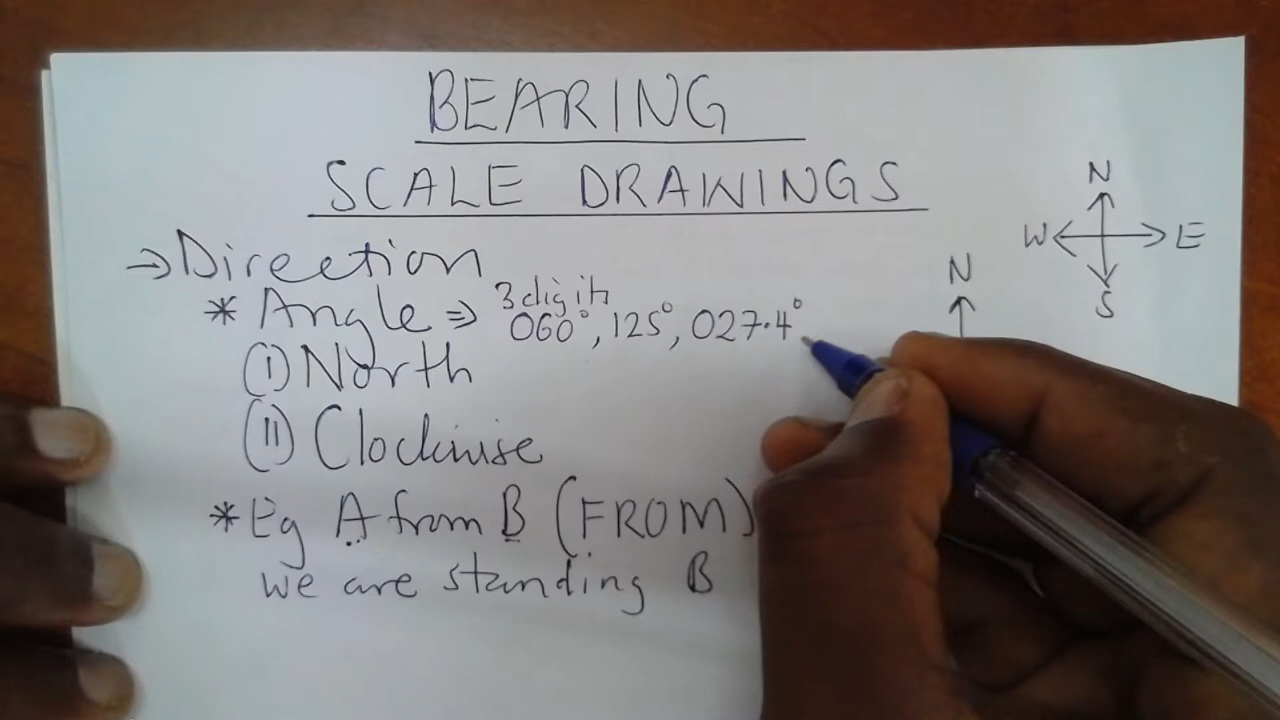 BEARING
SCALE DRAWINGS
→Direction
* Angle ⇒ 3 digits
060°, 125°, 027.4°
(I) North
(II) Clockwise
* Eg A from B (FROM)
we are standing B
N
W E
S
N